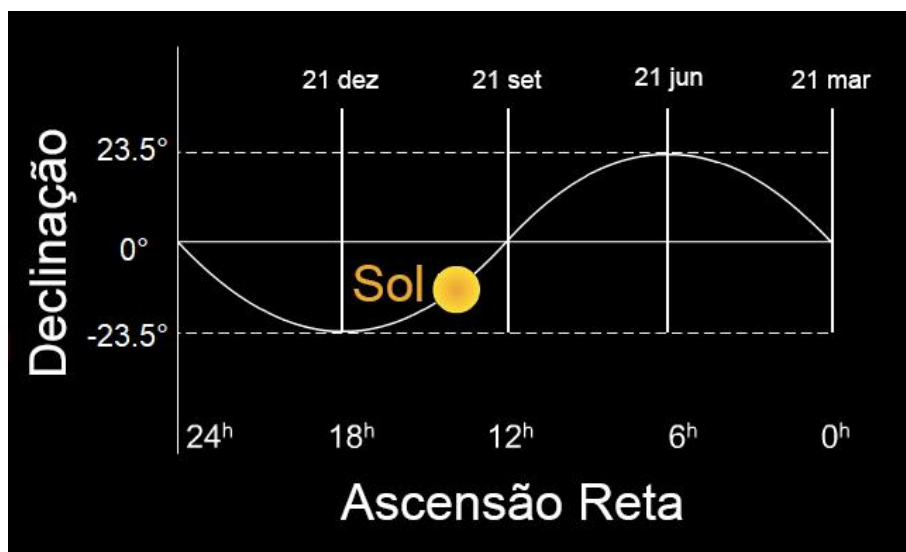 21 dez 21 set 21 jun 21 mar
Declinação
23.5°
0°
-23.5°
Sol
24h 18h 12h 6h 0h
Ascensão Reta